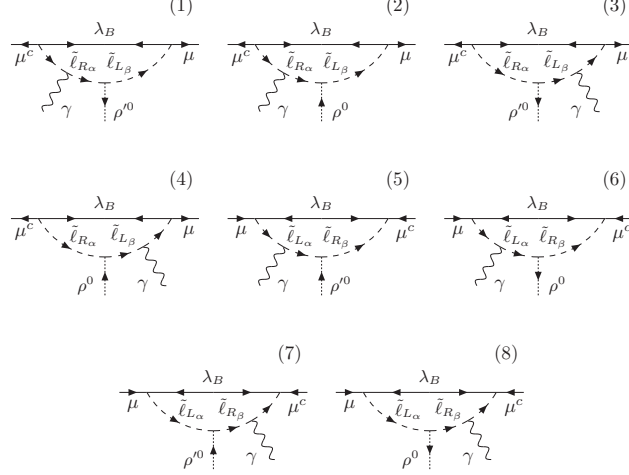 (1) (2) (3)
λ_B λ_B λ_B
μ^c ℓ̃_{R_α} ℓ̃_{L_β} μ μ^c ℓ̃_{R_α} ℓ̃_{L_β} μ μ^c ℓ̃_{R_α} ℓ̃_{L_β} μ
γ ρ′^0 γ ρ^0 ρ′^0 γ
(4) (5) (6)
λ_B λ_B λ_B
μ^c ℓ̃_{R_α} ℓ̃_{L_β} μ μ ℓ̃_{L_α} ℓ̃_{R_β} μ^c μ ℓ̃_{L_α} ℓ̃_{R_β} μ^c
ρ^0 γ γ ρ′^0 γ ρ^0
(7) (8)
λ_B λ_B
μ ℓ̃_{L_α} ℓ̃_{R_β} μ^c μ ℓ̃_{L_α} ℓ̃_{R_β} μ^c
ρ′^0 γ ρ^0 γ